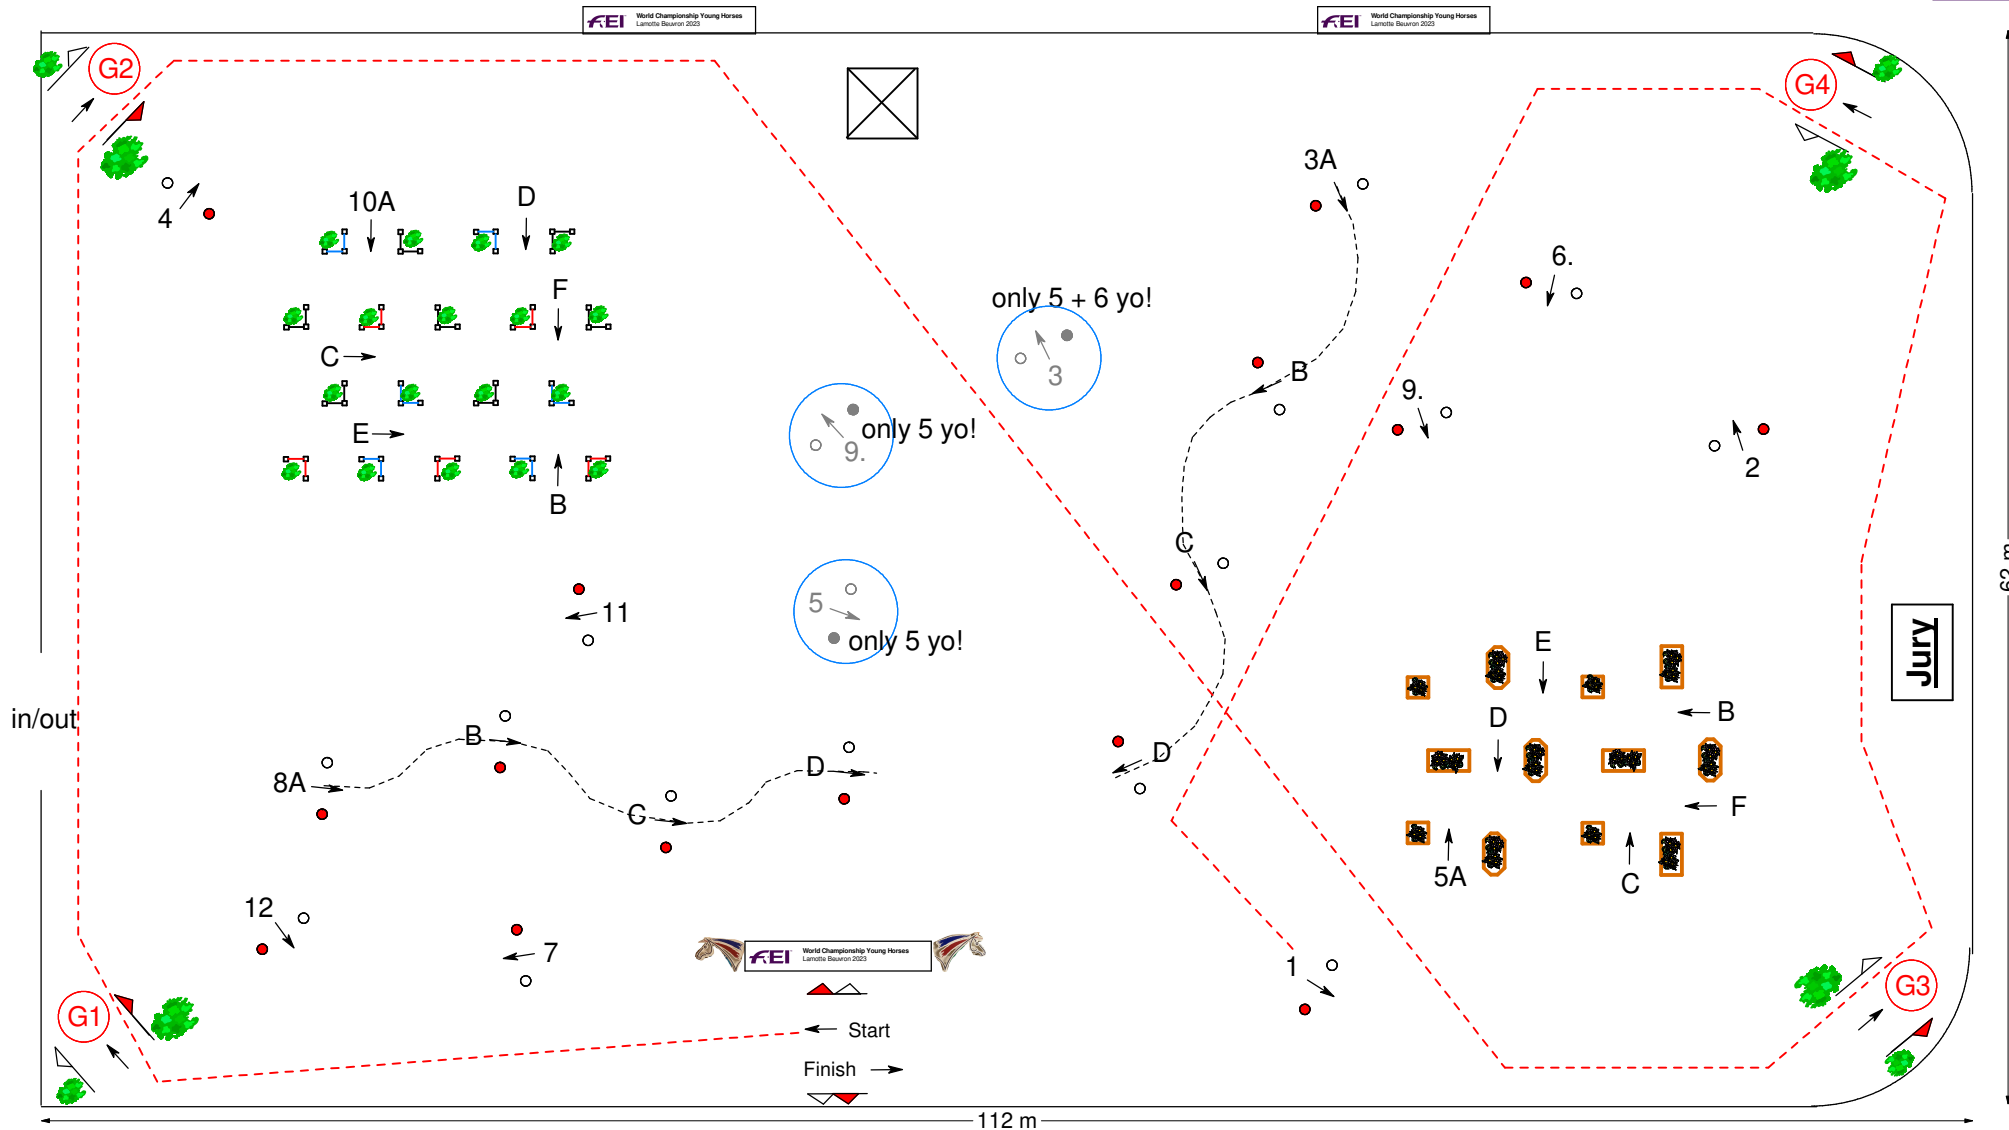 FEI World Championship Young Horses
Lamotte Beuvron 2023
FEI World Championship Young Horses
Lamotte Beuvron 2023
G2
G4
3A
4
10A
D
6.
F
only 5 + 6 yo!
C
3
B
9.
only 5 yo!
9.
E
2
B
C
62 m
5
11
only 5 yo!
E
Jury
in/out
B
D
B
D
D
8A
C
F
5A
C
12
7
FEI World Championship Young Horses
Lamotte Beuvron 2023
1
G3
G1
Start
Finish
112 m